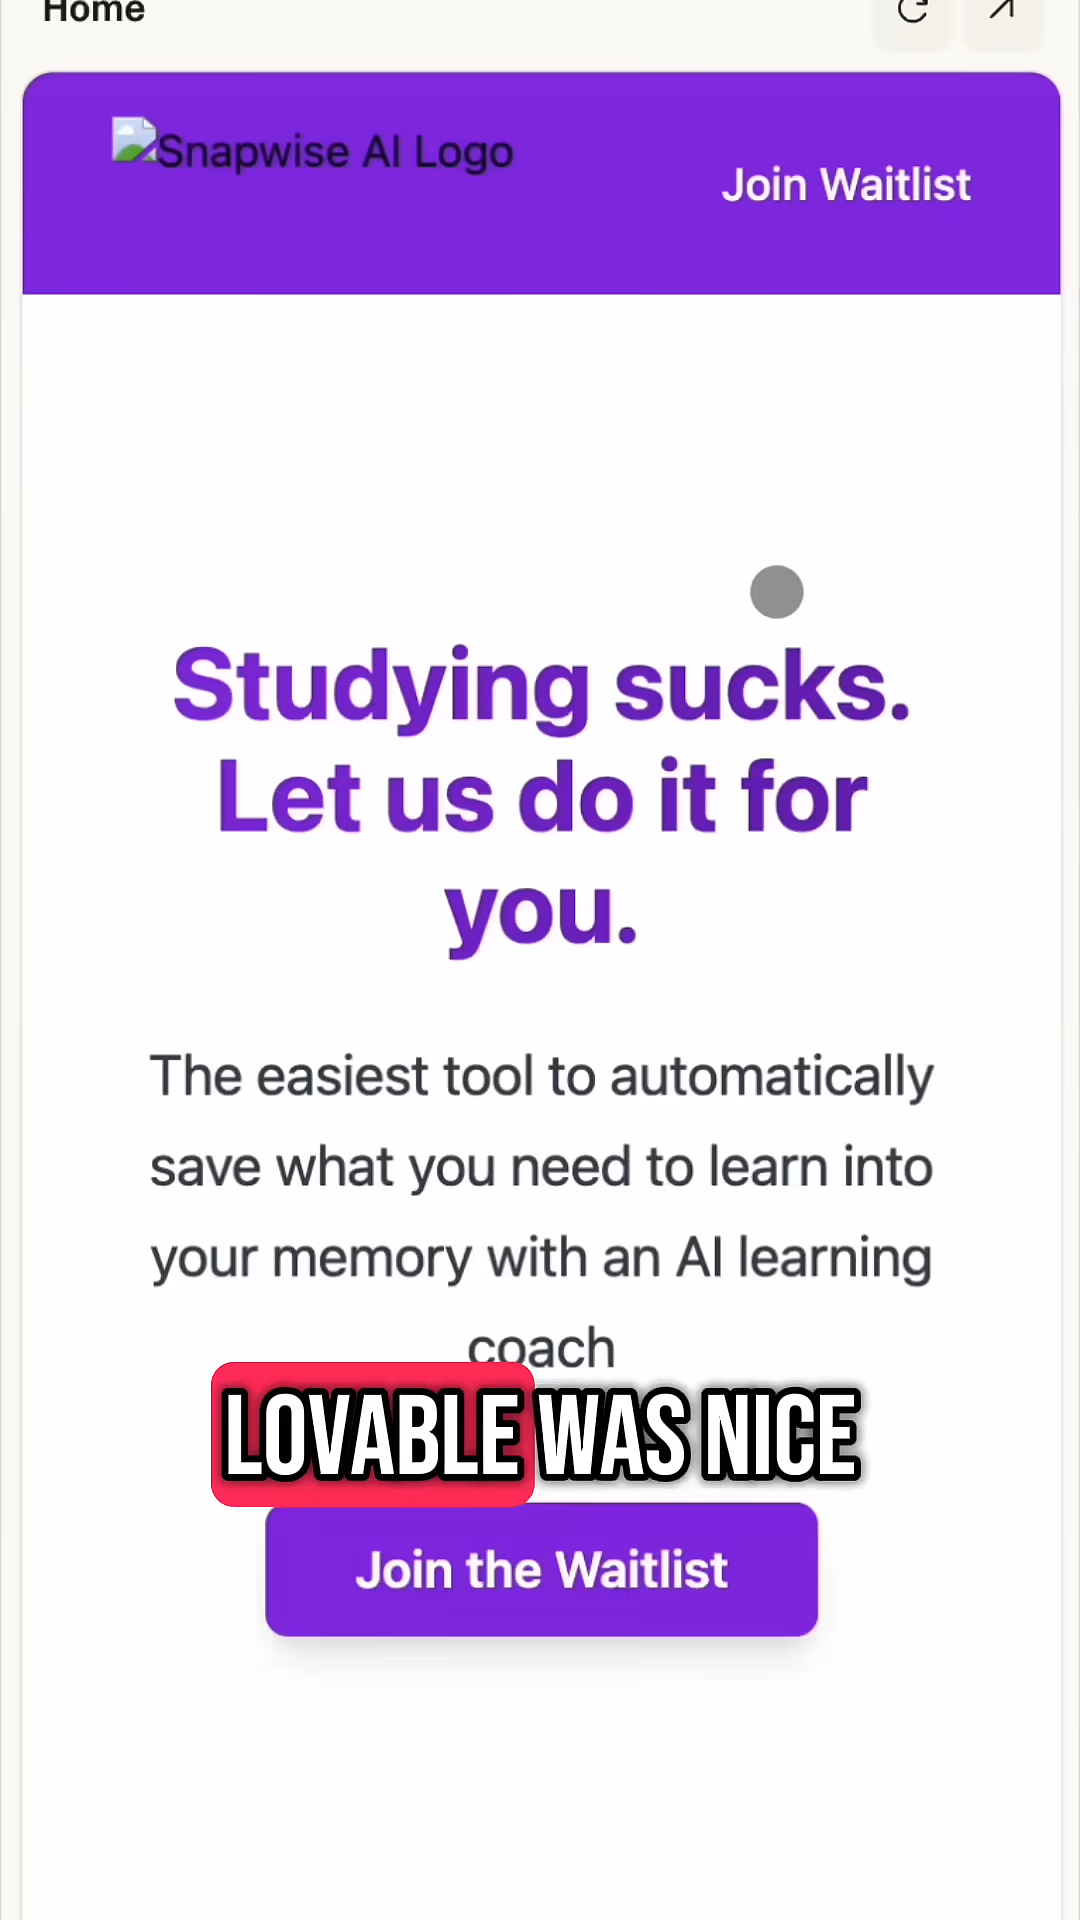 Home
Snapwise AI Logo
Join Waitlist
Studying sucks.
Let us do it for
you.
The easiest tool to automatically
save what you need to learn into
your memory with an AI learning
coach
LOVABLE WAS NICE
Join the Waitlist